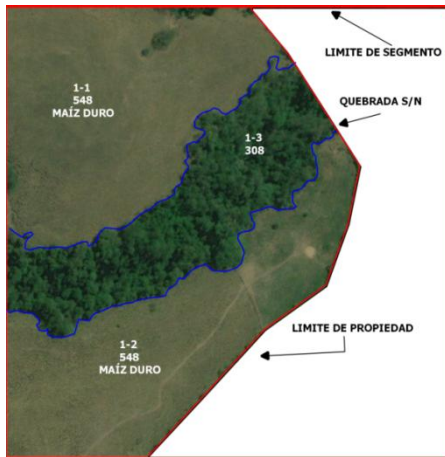 LIMITE DE SEGMENTO
1-1
548
MAÍZ DURO
QUEBRADA S/N
1-3
308
LIMITE DE PROPIEDAD
1-2
548
MAÍZ DURO